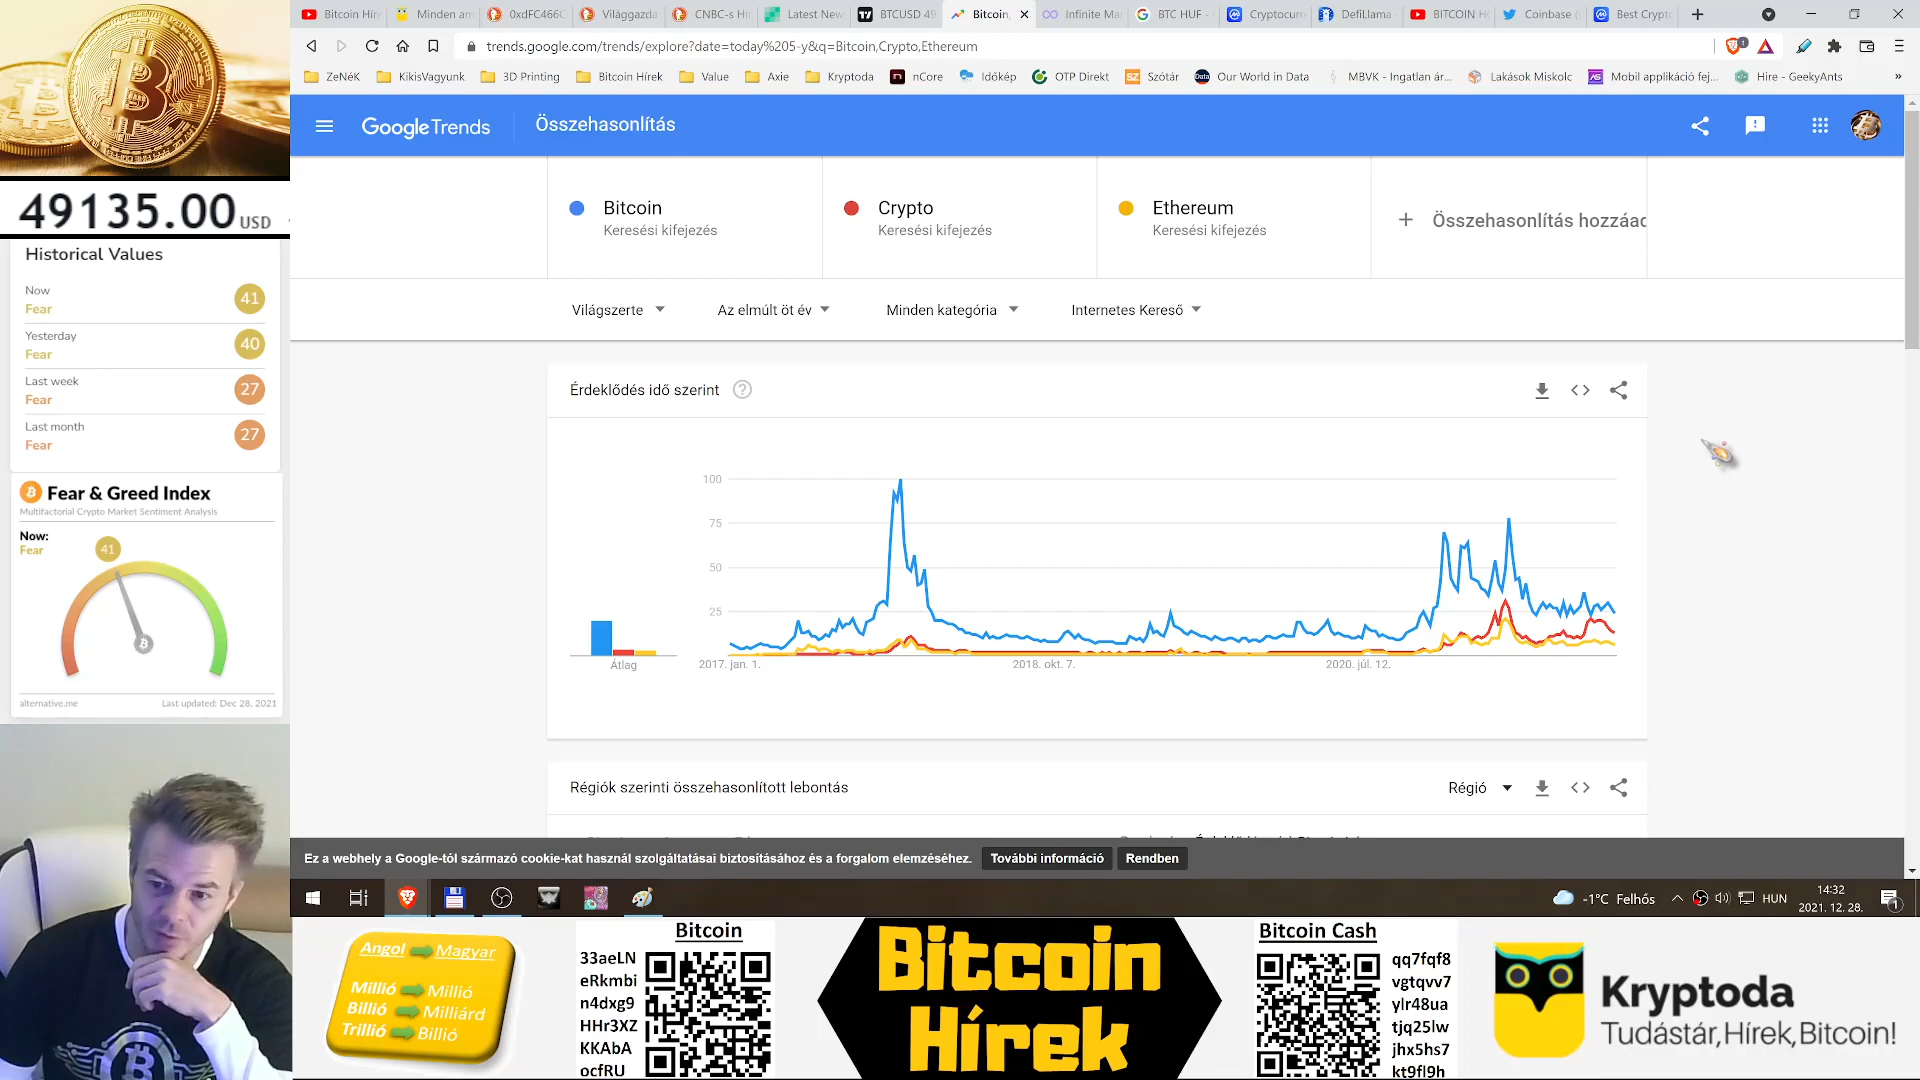 49135.00 USD
Historical Values
Now
Fear
41
Yesterday
Fear
40
Last week
Fear
27
Last month
Fear
27
Fear & Greed Index
Multifactorial Crypto Market Sentiment Analysis
Now:
Fear
41
alternative.me
Last updated: Dec 28, 2021
Bitcoin Híre
Minden am
0xdFC466C
Világgazda
CNBC-s Hí
Latest New
BTCUSD 49
Bitcoin,
Infinite Ma
BTC HUF -
Cryptocurr
DefiLlama
BITCOIN H
Coinbase (
Best Crypt
trends.google.com/trends/explore?date=today%205-y&q=Bitcoin,Crypto,Ethereum
1
ZeNéK
KikisVagyunk
3D Printing
Bitcoin Hírek
Value
Axie
Kryptoda
nCore
Időkép
OTP Direkt
Szótár
Our World in Data
MBVK - Ingatlan ár...
Lakások Miskolc
Mobil applikáció fej...
Hire - GeekyAnts
Google Trends
Összehasonlítás
Bitcoin
Keresési kifejezés
Crypto
Keresési kifejezés
Ethereum
Keresési kifejezés
+ Összehasonlítás hozzáad
Világszerte
Az elmúlt öt év
Minden kategória
Internetes Kereső
Érdeklődés idő szerint
100
75
50
25
Átlag
2017. jan. 1.
2018. okt. 7.
2020. júl. 12.
Régiók szerinti összehasonlított lebontás
Régió
Ez a webhely a Google-tól származó cookie-kat használ szolgáltatásai biztosításához és a forgalom elemzéséhez.
További információ
Rendben
-1°C Felhős
HUN
14:32
2021. 12. 28.
1
Angol Magyar
Millió Millió
Billió Milliárd
Trillió Billió
Bitcoin
33aeLN
eRkmbi
n4dxg9
HHr3XZ
KKAbA
ocfRU
Bitcoin
Hírek
Bitcoin Cash
qq7fqf8
vgtqvv7
ylr48ua
tjq25lw
jhx5hs7
kt9fl9h
Kryptoda
Tudástár,Hírek,Bitcoin!